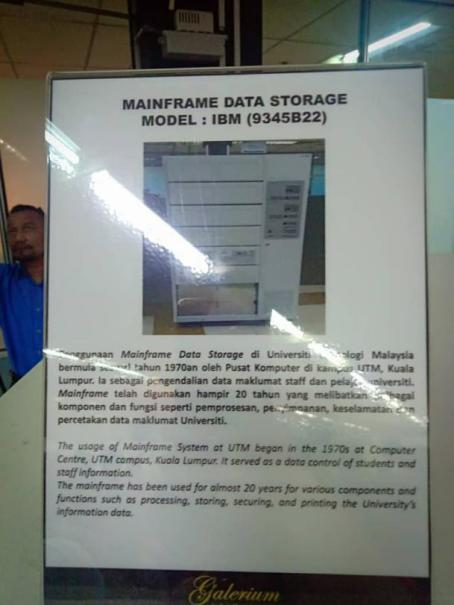 MAINFRAME DATA STORAGE
MODEL : IBM (9345B22)
Mainframe Data Storage di Universiti Malaysia
bermula tahun 1970an oleh Pusat Komputer di kampus UTM, Kuala
Lumpur. Ia sebagai pengendalian data maklumat staff dan pelajar universiti.
Mainframe telah digunakan hampir 20 tahun yang melibatkan
komponen dan fungsi seperti pemprosesan, penyimpanan, keselamatan dan
percetakan data maklumat Universiti.
The usage of Mainframe System at UTM began in the 1970s at Computer
Centre, UTM campus, Kuala Lumpur. It served as a data control of students and
staff information.
The mainframe has been used for almost 20 years for various components and
functions such as processing, storing, securing, and printing the University's
information data.
Galerium